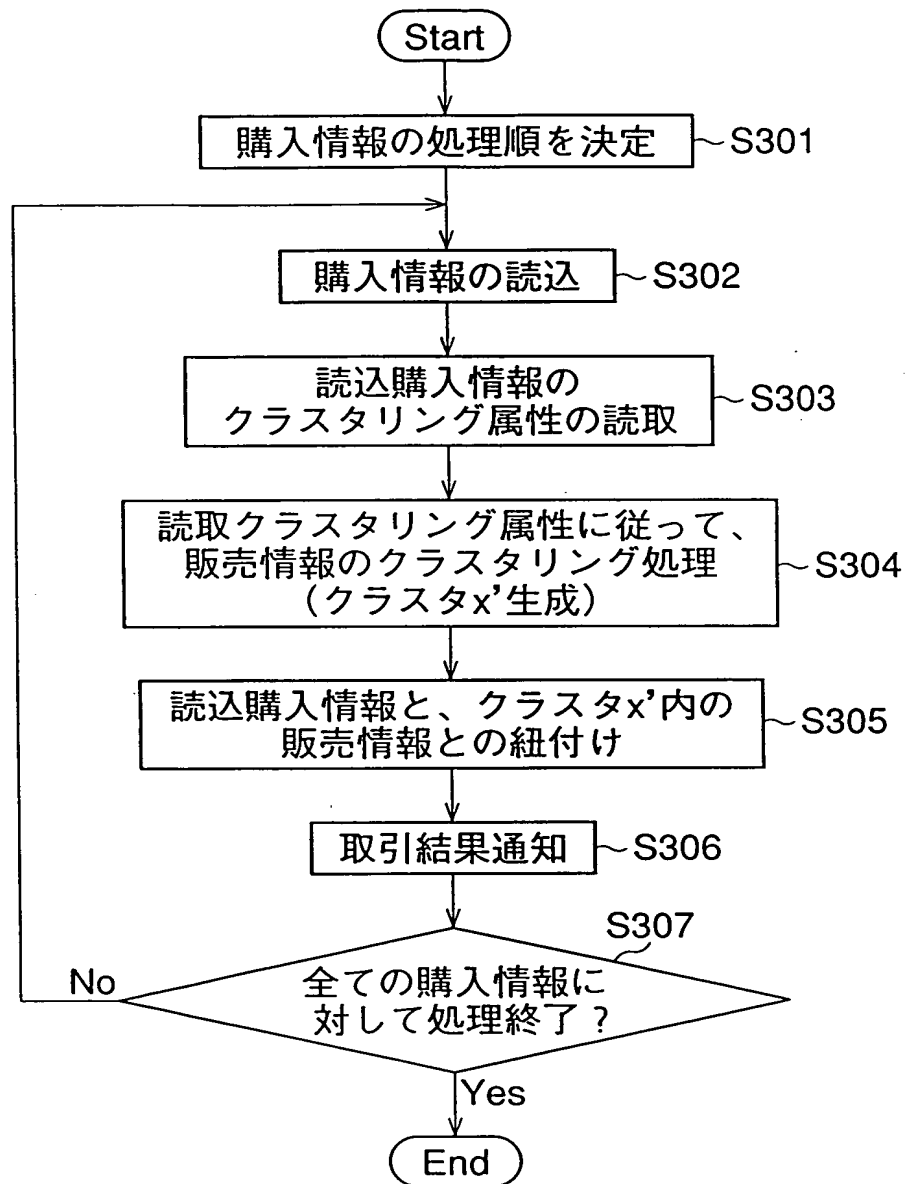 Start
購入情報の処理順を決定
S301
購入情報の読込
S302
読込購入情報の
クラスタリング属性の読取
S303
読取クラスタリング属性に従って、
販売情報のクラスタリング処理
(クラスタx'生成)
S304
読込購入情報と、クラスタx'内の
販売情報との紐付け
S305
取引結果通知
S306
S307
全ての購入情報に
対して処理終了?
No
Yes
End